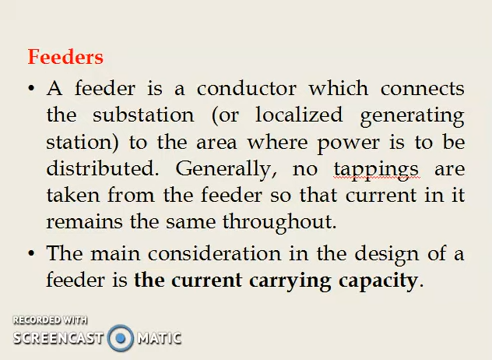 Feeders
• A feeder is a conductor which connects
the substation (or localized generating
station) to the area where power is to be
distributed. Generally, no tappings are
taken from the feeder so that current in it
remains the same throughout.
• The main consideration in the design of a
feeder is the current carrying capacity.
RECORDED WITH
SCREENCAST MATIC